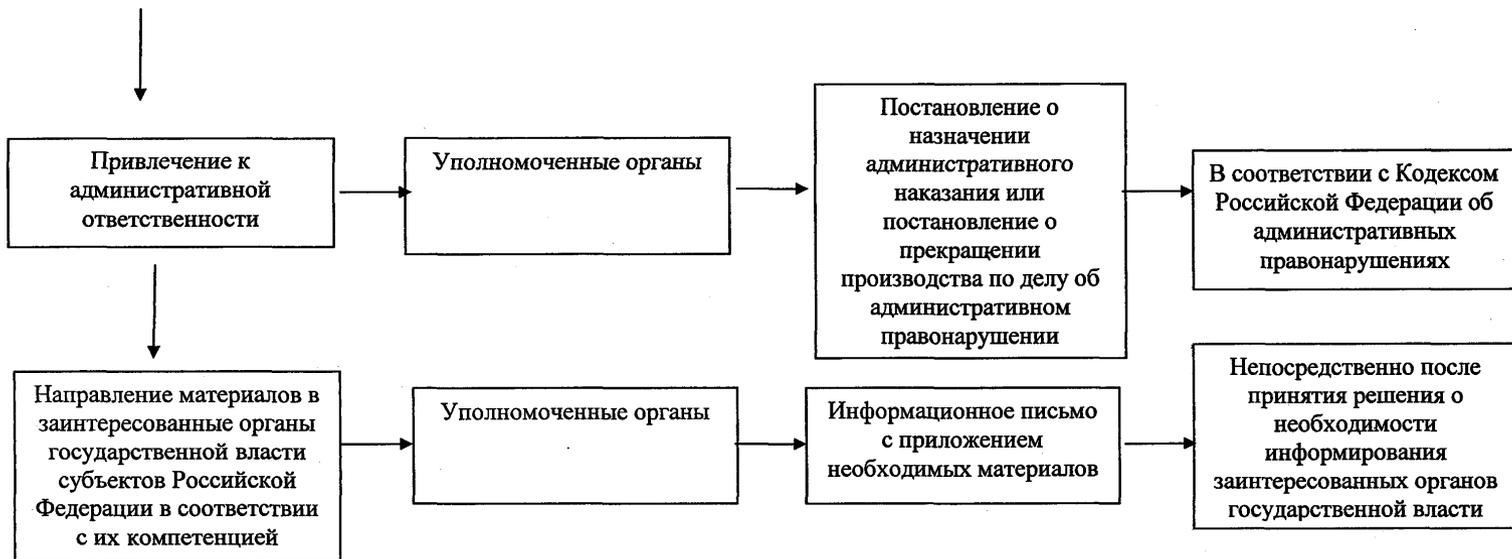 Привлечение к
административной
ответственности
Уполномоченные органы
Постановление о
назначении
административного
наказания или
постановление о
прекращении
производства по делу об
административном
правонарушении
В соответствии с Кодексом
Российской Федерации об
административных
правонарушениях
Направление материалов в
заинтересованные органы
государственной власти
субъектов Российской
Федерации в соответствии
с их компетенцией
Уполномоченные органы
Информационное письмо
с приложением
необходимых материалов
Непосредственно после
принятия решения о
необходимости
информирования
заинтересованных органов
государственной власти